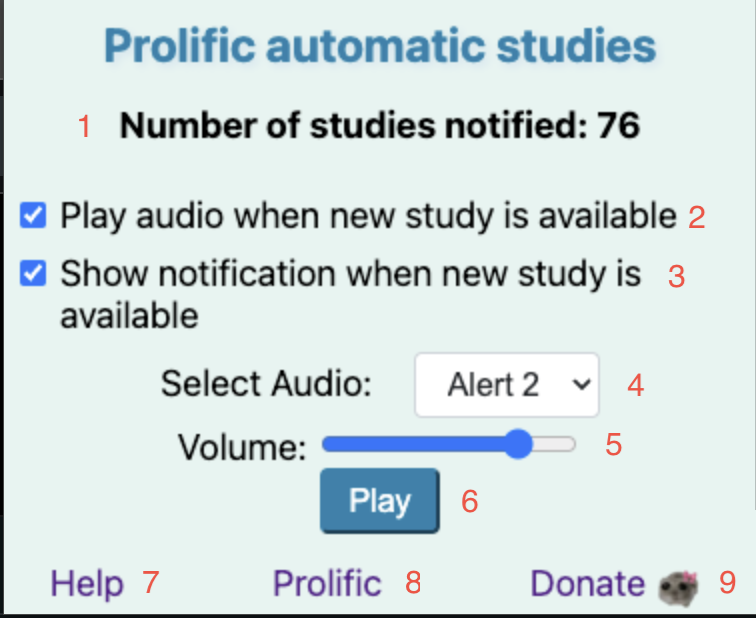 Prolific automatic studies
1 Number of studies notified: 76
Play audio when new study is available 2
Show notification when new study is 3
available
Select Audio: Alert 2 4
Volume: 5
Play 6
Help 7 Prolific 8 Donate 9